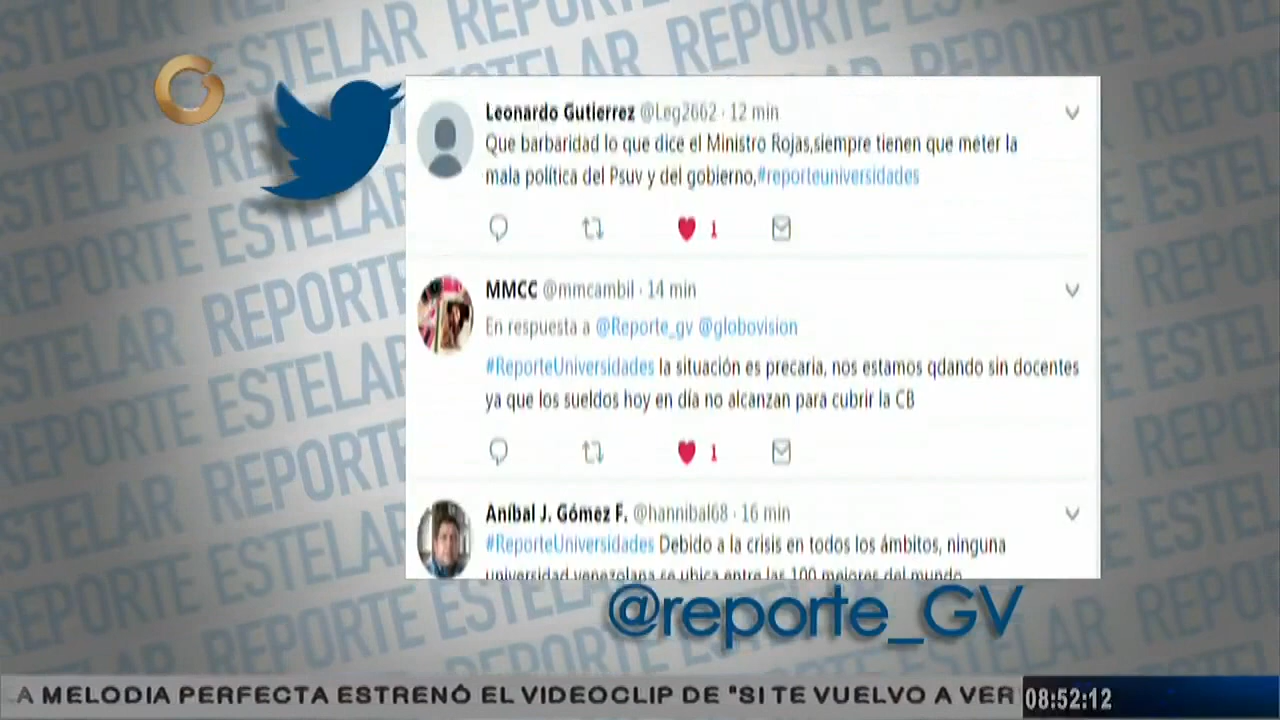 REPORTE ESTELAR
Leonardo Gutierrez @Leg2662 · 12 min
Que barbaridad lo que dice el Ministro Rojas,siempre tienen que meter la
mala política del Psuv y del gobierno,#reporteuniversidades
1
MMCC @mmcambil · 14 min
En respuesta a @Reporte_gv @globovision
#ReporteUniversidades la situación es precaria, nos estamos qdando sin docentes
ya que los sueldos hoy en día no alcanzan para cubrir la CB
1
Aníbal J. Gómez F. @hannibal68 · 16 min
#ReporteUniversidades Debido a la crisis en todos los ámbitos, ninguna
universidad venezolana se ubica entre las 100 mejores del mundo
@reporte_GV
A MELODIA PERFECTA ESTRENÓ EL VIDEOCLIP DE "SI TE VUELVO A VER
08:52:12